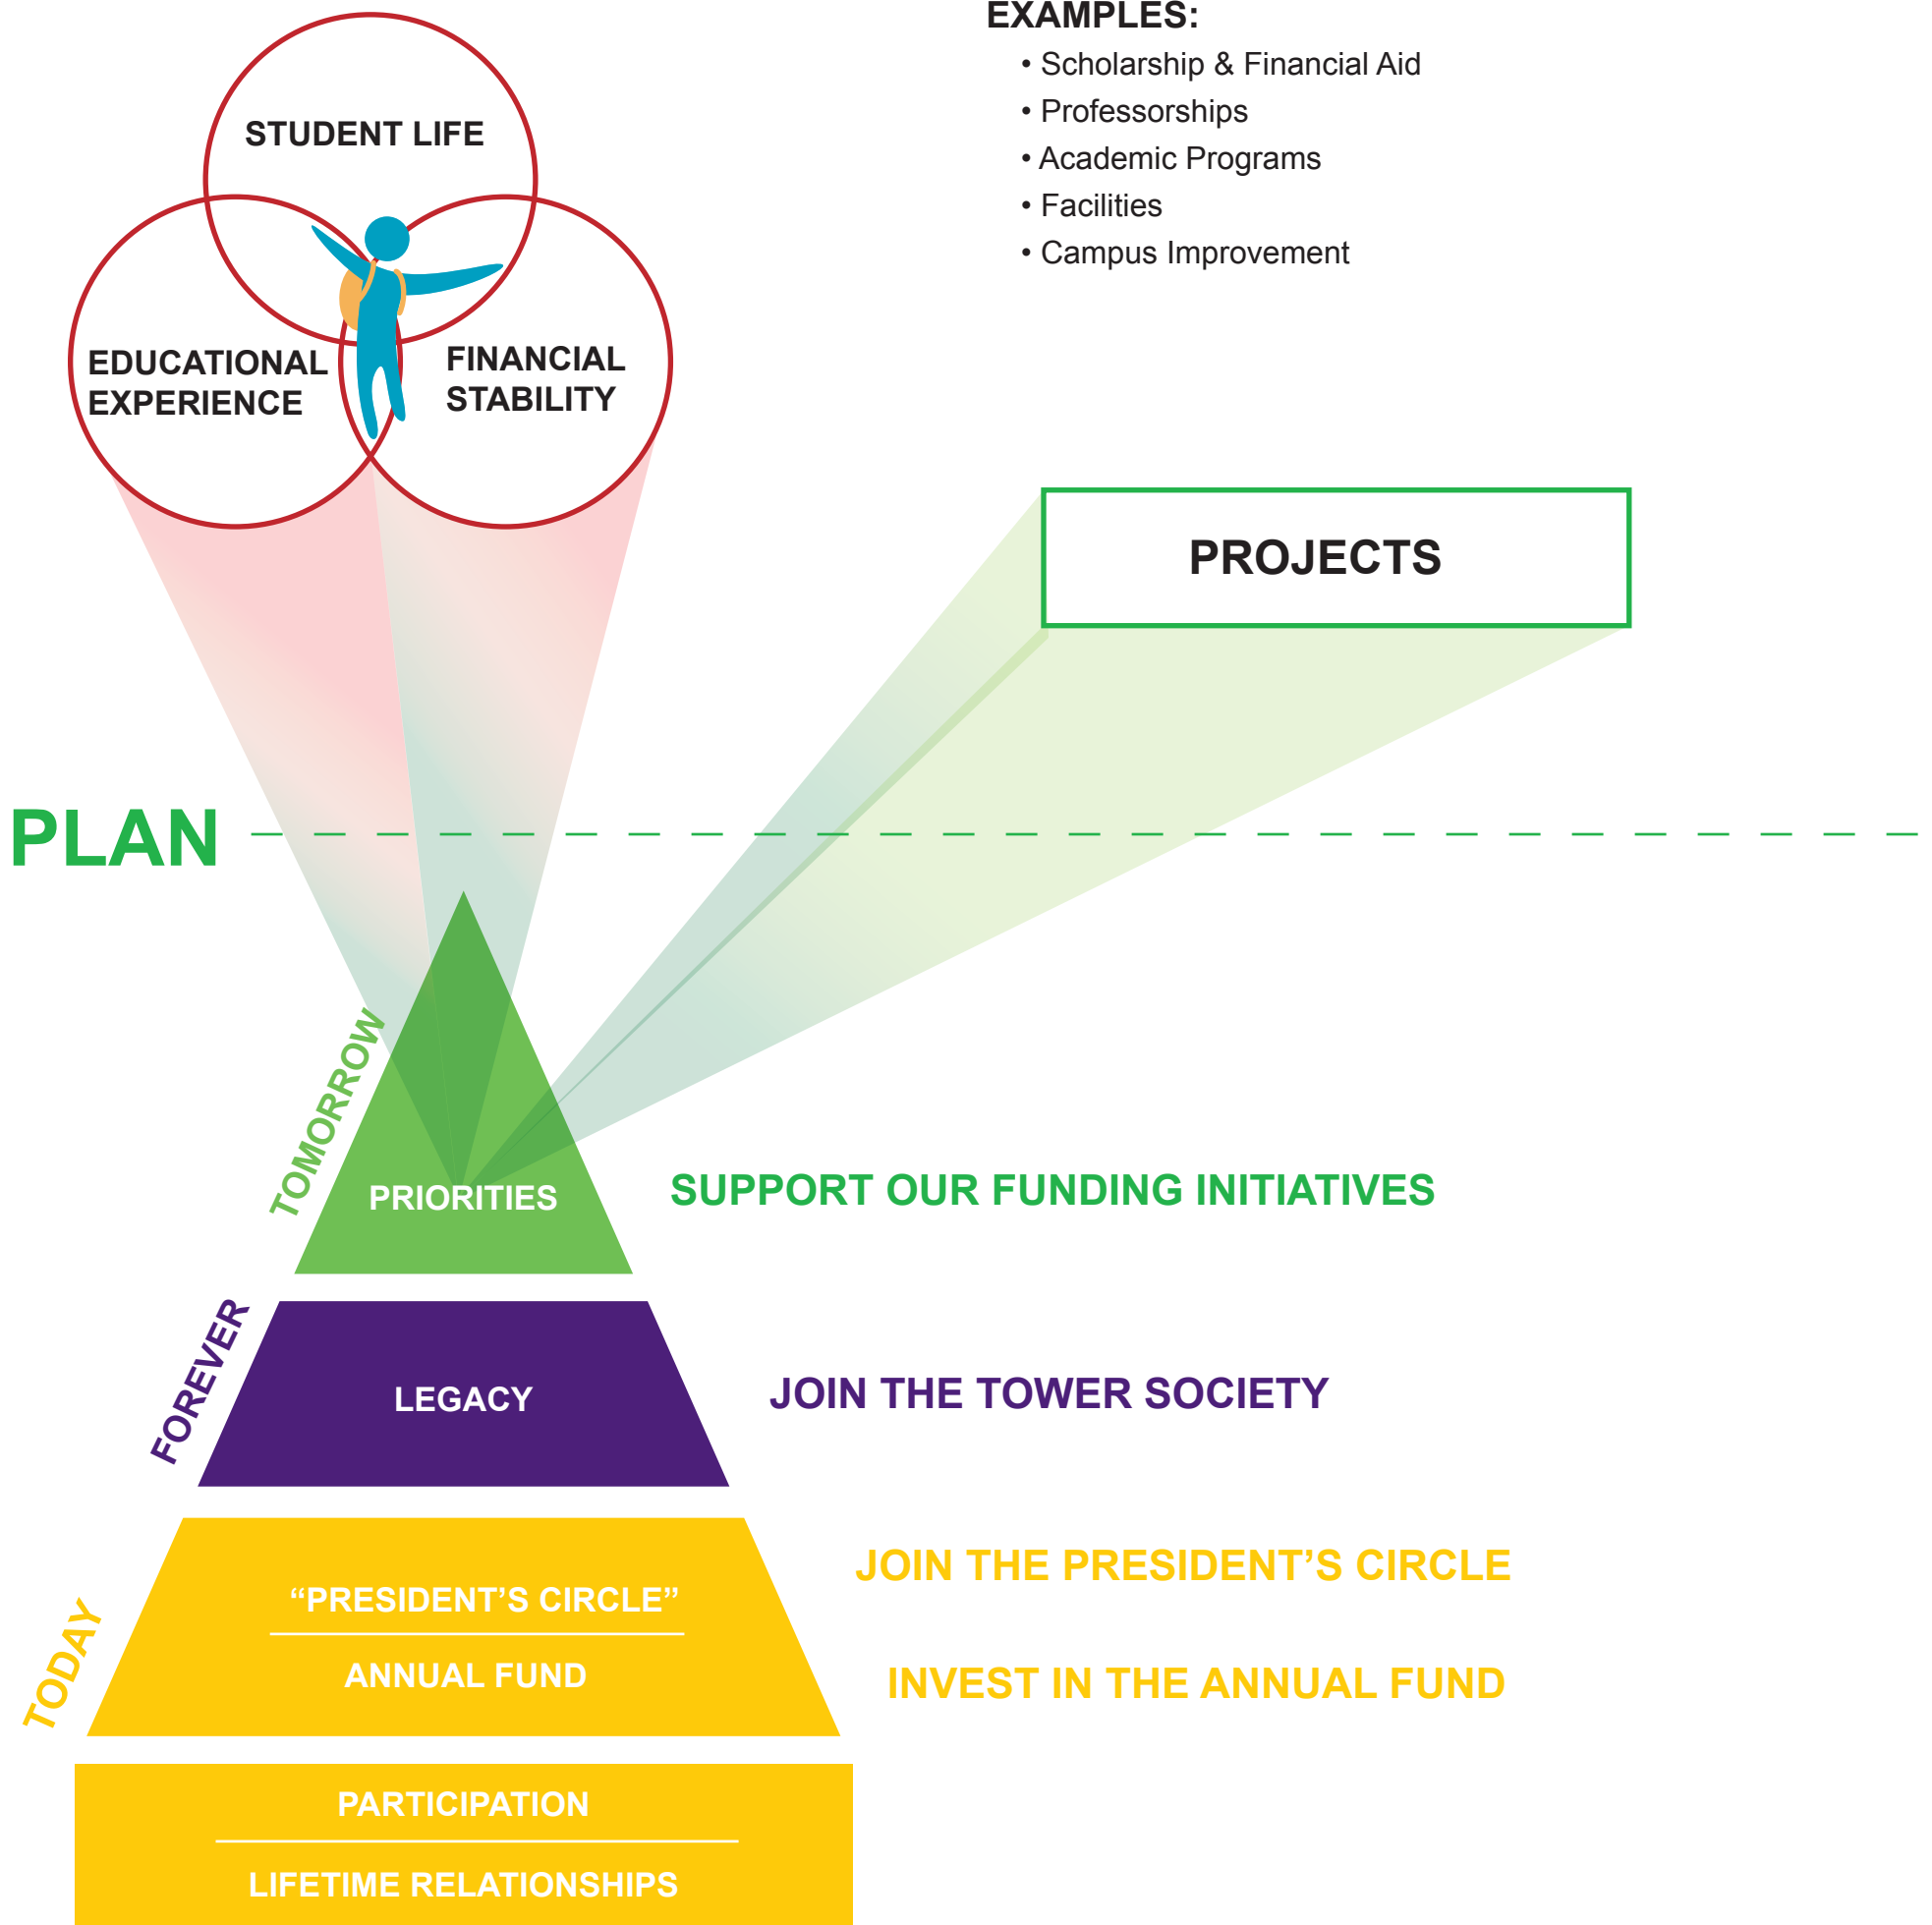 EXAMPLES:
• Scholarship & Financial Aid
• Professorships
• Academic Programs
• Facilities
• Campus Improvement
STUDENT LIFE
EDUCATIONAL
EXPERIENCE
FINANCIAL
STABILITY
PROJECTS
PLAN
TOMORROW
PRIORITIES
SUPPORT OUR FUNDING INITIATIVES
FOREVER
LEGACY
JOIN THE TOWER SOCIETY
TODAY
“PRESIDENT’S CIRCLE”
JOIN THE PRESIDENT’S CIRCLE
ANNUAL FUND
INVEST IN THE ANNUAL FUND
PARTICIPATION
LIFETIME RELATIONSHIPS